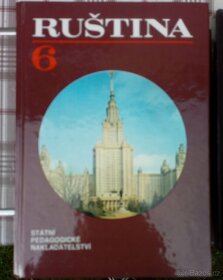 RUŠTINA
6
STÁTNÍ
PEDAGOGICKÉ
NAKLADATELSTVÍ